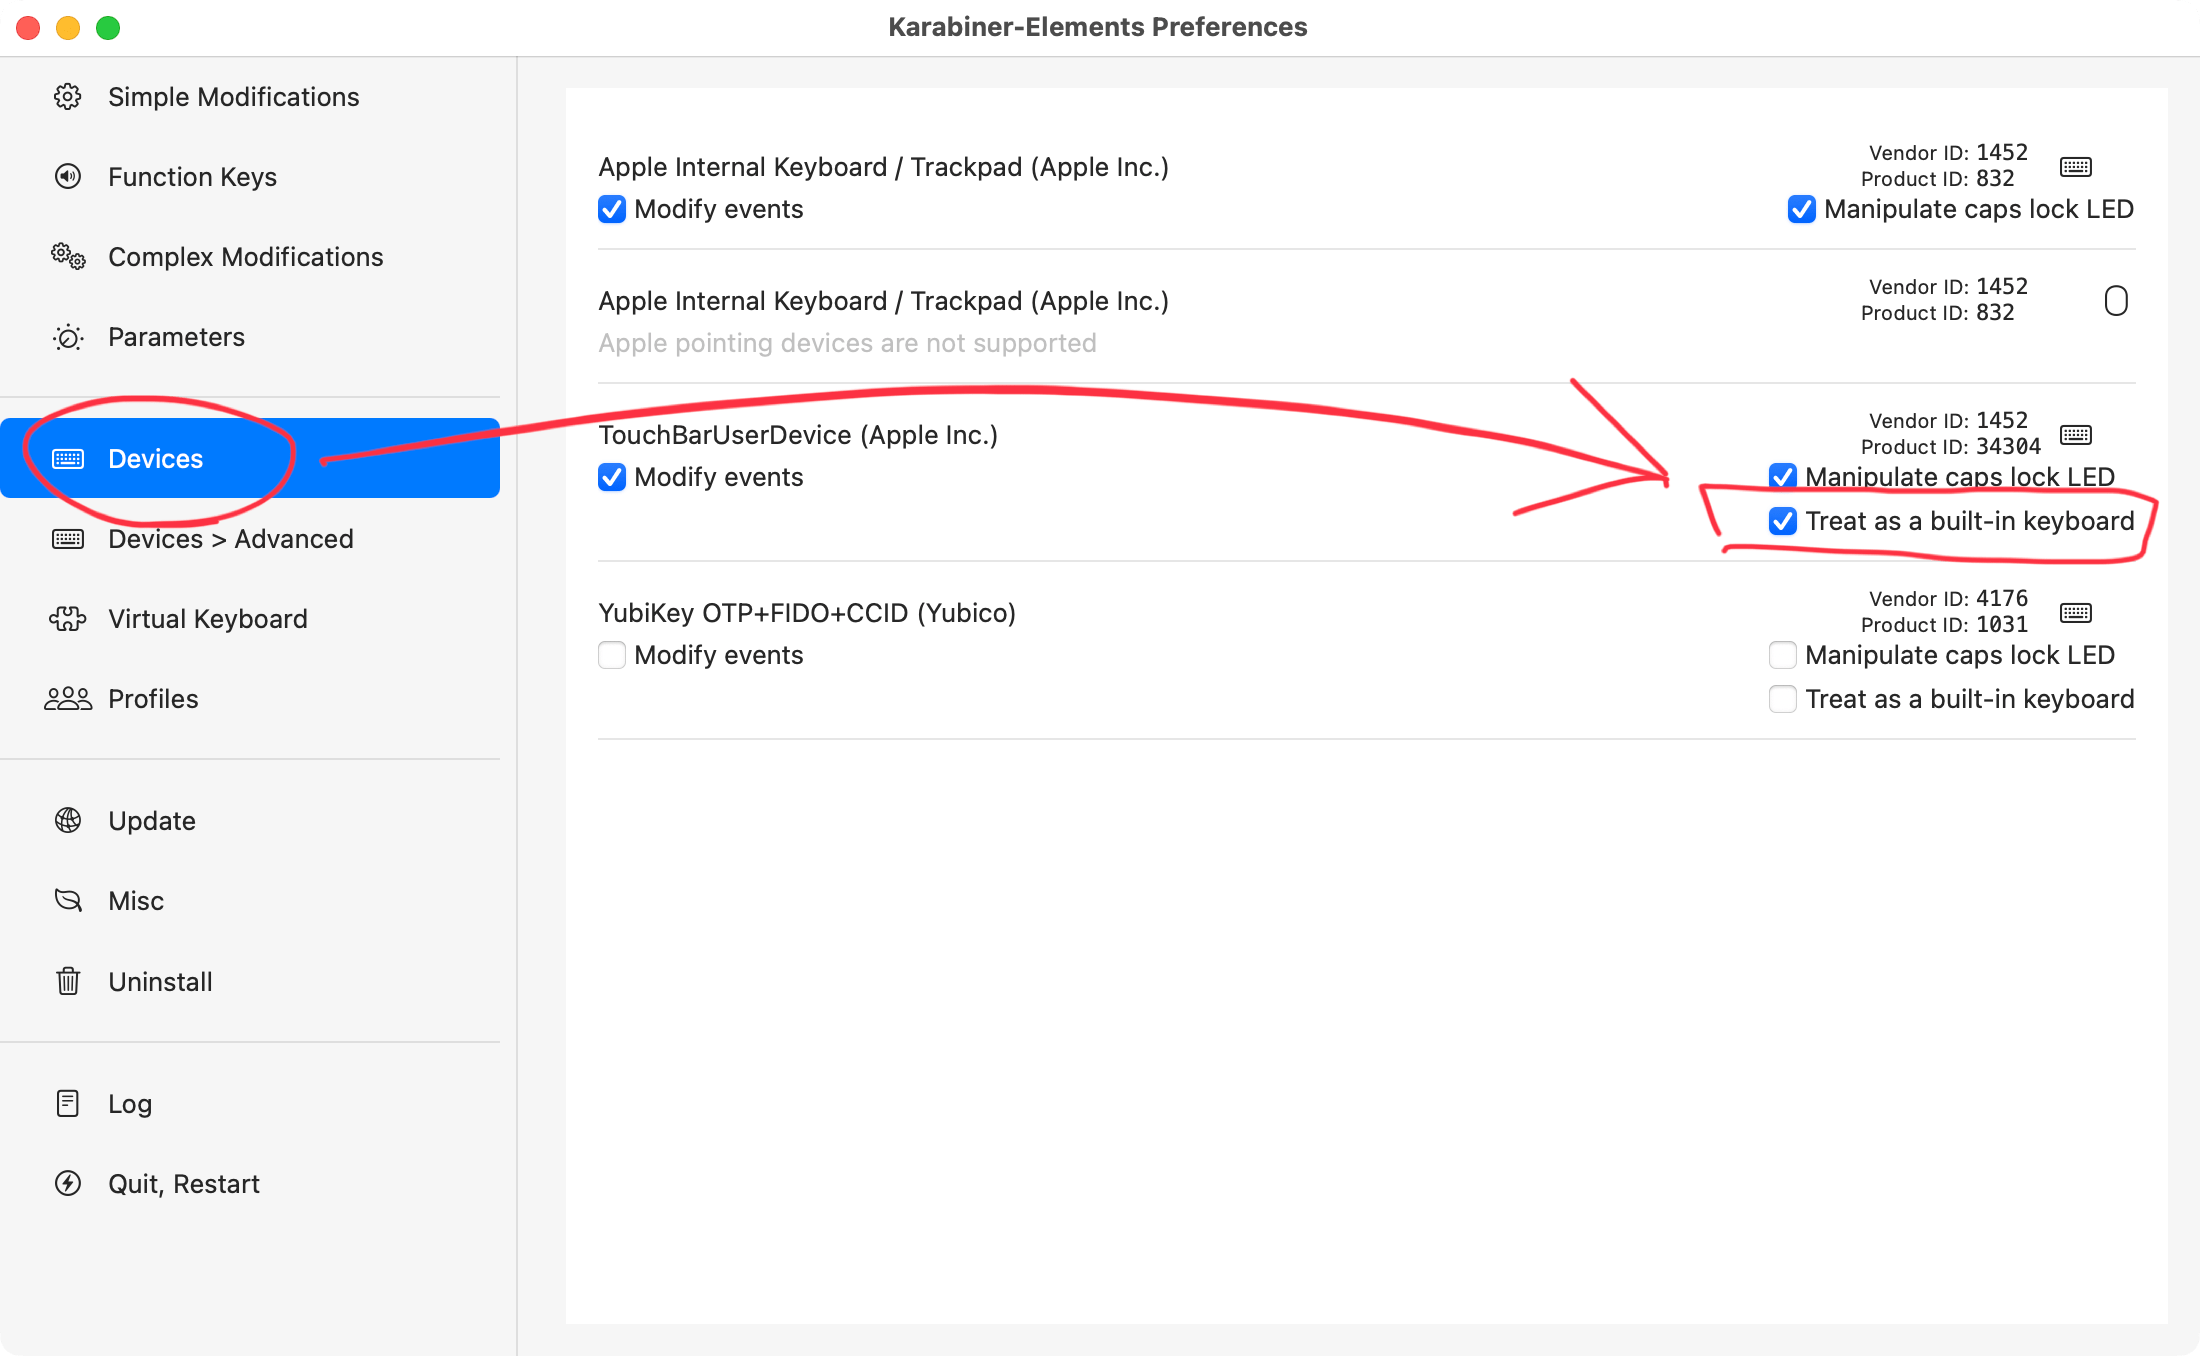 Karabiner-Elements Preferences
Simple Modifications
Function Keys
Complex Modifications
Parameters
Devices
Devices > Advanced
Virtual Keyboard
Profiles
Update
Misc
Uninstall
Log
Quit, Restart
Apple Internal Keyboard / Trackpad (Apple Inc.)
Vendor ID: 1452
Product ID: 832
Modify events
Manipulate caps lock LED
Apple Internal Keyboard / Trackpad (Apple Inc.)
Vendor ID: 1452
Product ID: 832
Apple pointing devices are not supported
TouchBarUserDevice (Apple Inc.)
Vendor ID: 1452
Product ID: 34304
Modify events
Manipulate caps lock LED
Treat as a built-in keyboard
YubiKey OTP+FIDO+CCID (Yubico)
Vendor ID: 4176
Product ID: 1031
Modify events
Manipulate caps lock LED
Treat as a built-in keyboard